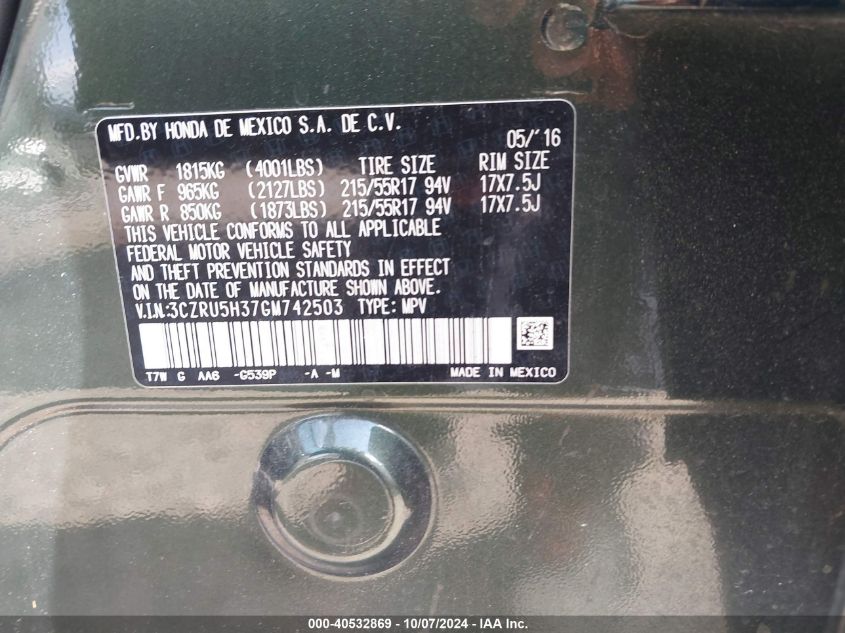 MFD.BY HONDA DE MEXICO S.A. DE C.V.
05/'16
GVWR 1815KG (4001LBS) TIRE SIZE RIM SIZE
GAWR F 965KG (2127LBS) 215/55R17 94V 17X7.5J
GAWR R 850KG (1873LBS) 215/55R17 94V 17X7.5J
THIS VEHICLE CONFORMS TO ALL APPLICABLE
FEDERAL MOTOR VEHICLE SAFETY
AND THEFT PREVENTION STANDARDS IN EFFECT
ON THE DATE OF MANUFACTURE SHOWN ABOVE.
V.I.N:3CZRU5H37GM742503 TYPE: MPV
T7W G AA6 -G539P -A -M MADE IN MEXICO
000-40532869 - 10/07/2024 - IAA Inc.